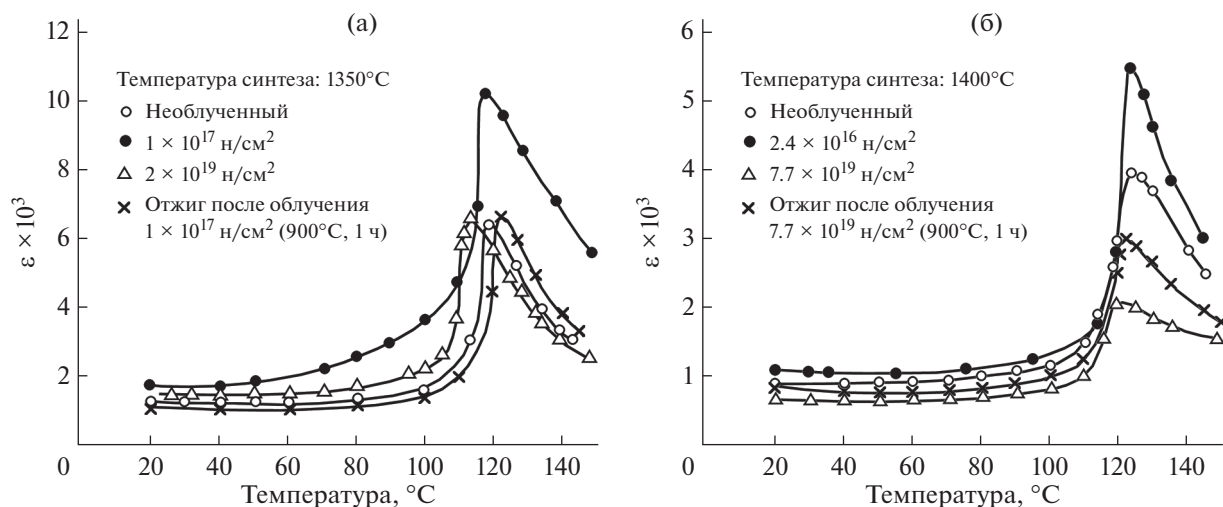 (а)
12
10
8
6
4
2
0
ε × 10³
Температура синтеза: 1350°C
Необлученный
1 × 10¹⁷ н/см²
2 × 10¹⁹ н/см²
Отжиг после облучения
1 × 10¹⁷ н/см² (900°C, 1 ч)
20 40 60 80 100 120 140
Температура, °C
(б)
6
5
4
3
2
1
0
ε × 10³
Температура синтеза: 1400°C
Необлученный
2.4 × 10¹⁶ н/см²
7.7 × 10¹⁹ н/см²
Отжиг после облучения
7.7 × 10¹⁹ н/см² (900°C, 1 ч)
20 40 60 80 100 120 140
Температура, °C